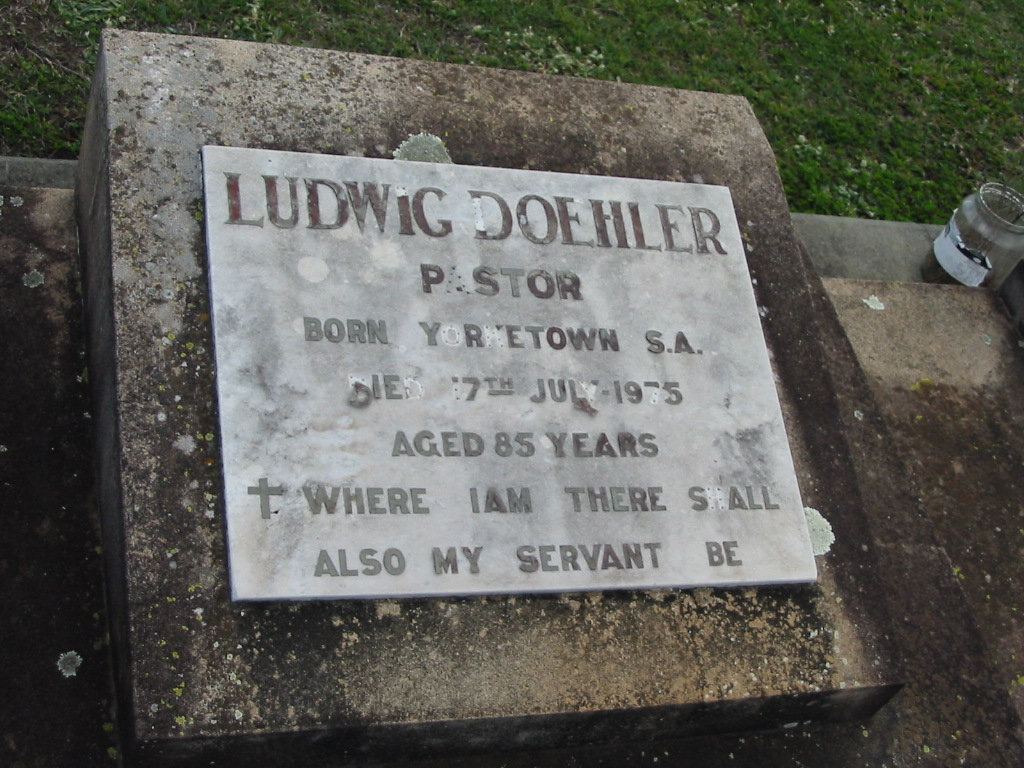 LUDWiG DOEHLER
PASTOR
BORN YORKETOWN S.A.
DIED 17TH JULY-1975
AGED 85 YEARS
✝ WHERE IAM THERE SHALL
ALSO MY SERVANT BE